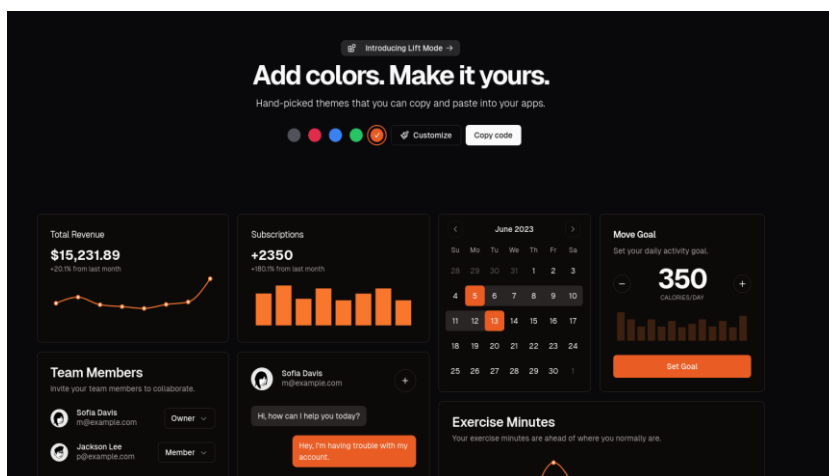 Introducing Lift Mode →
Add colors. Make it yours.
Hand-picked themes that you can copy and paste into your apps.
Customize
Copy code
Total Revenue
$15,231.89
+20.1% from last month
Subscriptions
+2350
+180.1% from last month
June 2023
Su Mo Tu We Th Fr Sa
28 29 30 31 1 2 3
4 5 6 7 8 9 10
11 12 13 14 15 16 17
18 19 20 21 22 23 24
25 26 27 28 29 30 1
Move Goal
Set your daily activity goal.
350
CALORIES/DAY
Set Goal
Team Members
Invite your team members to collaborate.
Sofia Davis
m@example.com
Owner
Jackson Lee
p@example.com
Member
Sofia Davis
m@example.com
Hi, how can I help you today?
Hey, I'm having trouble with my
account.
Exercise Minutes
Your exercise minutes are ahead of where you normally are.